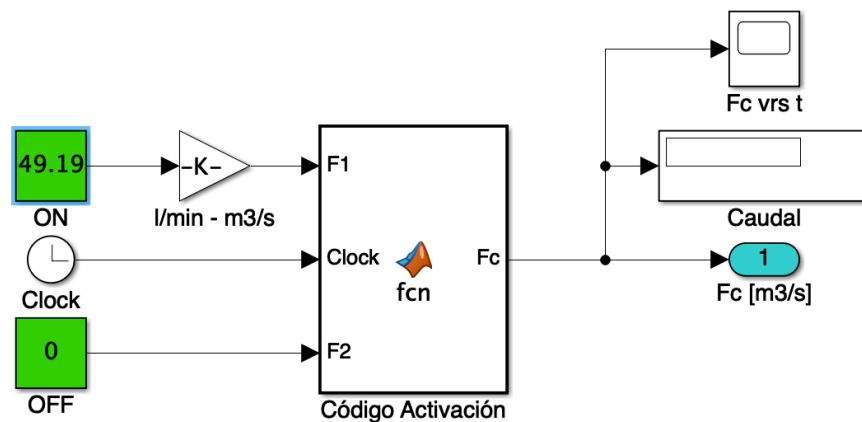 Fc vrs t
49.19
-K-
F1
ON
l/min - m3/s
Caudal
Clock
fcn
Fc
1
Clock
Fc [m3/s]
0
F2
OFF
Código Activación